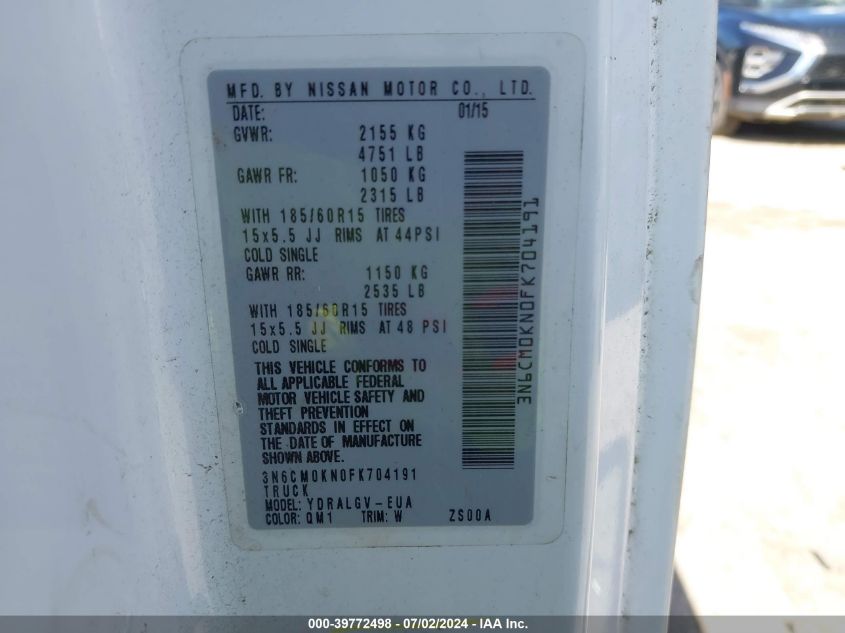 MFD. BY NISSAN MOTOR CO., LTD.
DATE: 01/15
GVWR: 2155 KG
4751 LB
GAWR FR: 1050 KG
2315 LB
WITH 185/60R15 TIRES
15x5.5 JJ RIMS AT 44PSI
COLD SINGLE
GAWR RR: 1150 KG
2535 LB
WITH 185/60R15 TIRES
15x5.5 JJ RIMS AT 48 PSI
COLD SINGLE
THIS VEHICLE CONFORMS TO
ALL APPLICABLE FEDERAL
MOTOR VEHICLE SAFETY AND
THEFT PREVENTION
STANDARDS IN EFFECT ON
THE DATE OF MANUFACTURE
SHOWN ABOVE.
3N6CM0KN0FK704191
TRUCK
MODEL: YDRALGV-EUA
COLOR: QM1 TRIM: W ZS00A
3N6CM0KN0FK704191
000-39772498 - 07/02/2024 - IAA Inc.